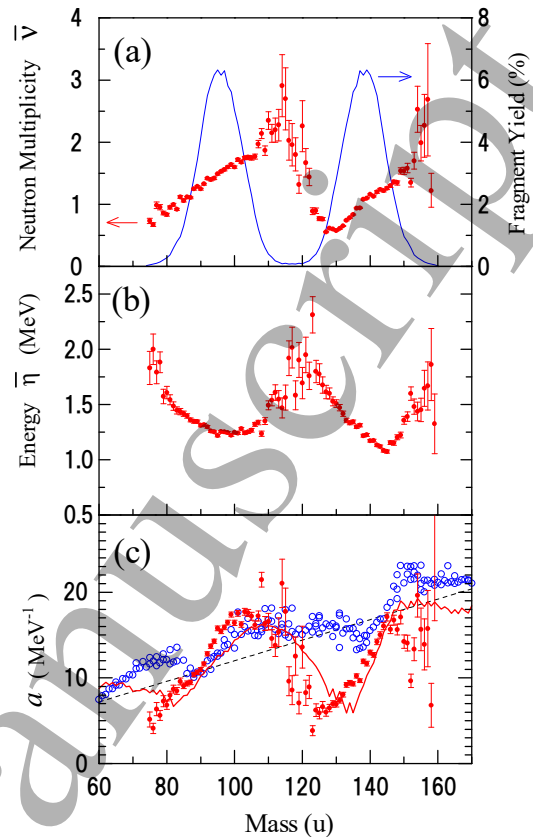 Neutron Multiplicity ν̄
4
3
2
1
0
(a)
8
6
4
2
0
Fragment Yield (%)
Energy η̄ (MeV)
2.5
2.0
1.5
1.0
0.5
(b)
a (MeV⁻¹)
20
10
0
(c)
60 80 100 120 140 160
Mass (u)
anuscript